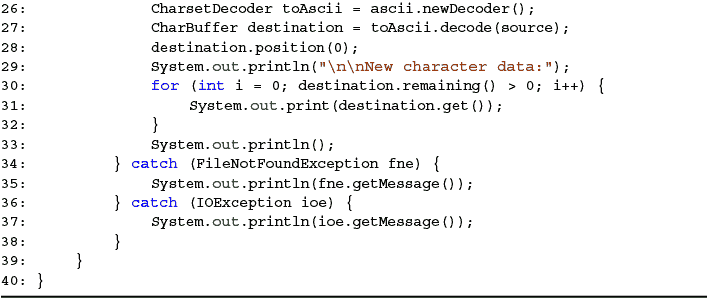 26:             CharsetDecoder toAscii = ascii.newDecoder();
27:             CharBuffer destination = toAscii.decode(source);
28:             destination.position(0);
29:             System.out.println("\n\nNew character data:");
30:             for (int i = 0; destination.remaining() > 0; i++) {
31:                 System.out.print(destination.get());
32:             }
33:             System.out.println();
34:         } catch (FileNotFoundException fne) {
35:             System.out.println(fne.getMessage());
36:         } catch (IOException ioe) {
37:             System.out.println(ioe.getMessage());
38:         }
39:     }
40: }